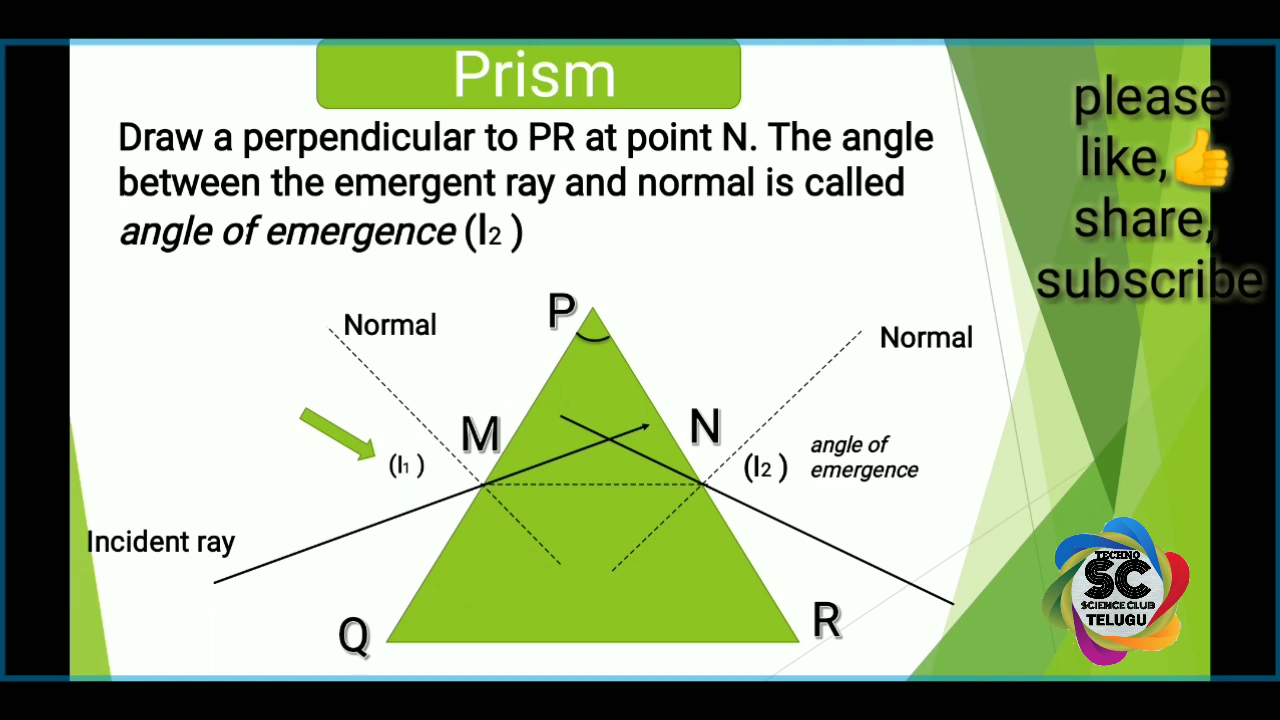 Prism
Draw a perpendicular to PR at point N. The angle
between the emergent ray and normal is called
angle of emergence (I₂ )
please
like,👍
share,
subscribe
P
Normal
Normal
M
N
(I₁ )
(I₂ )
angle of
emergence
Incident ray
Q
R
TECHNO
SC
SCIENCE CLUB
TELUGU